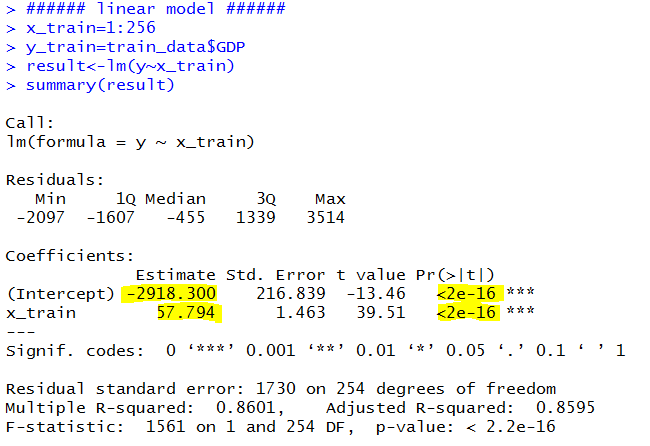 > ###### linear model ######
> x_train=1:256
> y_train=train_data$GDP
> result<-lm(y~x_train)
> summary(result)
Call:
lm(formula = y ~ x_train)
Residuals:
   Min     1Q Median     3Q    Max
 -2097  -1607   -455   1339   3514
Coefficients:
             Estimate Std. Error t value Pr(>|t|)
(Intercept) -2918.300    216.839  -13.46   <2e-16 ***
x_train        57.794      1.463   39.51   <2e-16 ***
---
Signif. codes:  0 ‘***’ 0.001 ‘**’ 0.01 ‘*’ 0.05 ‘.’ 0.1 ‘ ’ 1
Residual standard error: 1730 on 254 degrees of freedom
Multiple R-squared:  0.8601,    Adjusted R-squared:  0.8595
F-statistic:  1561 on 1 and 254 DF,  p-value: < 2.2e-16